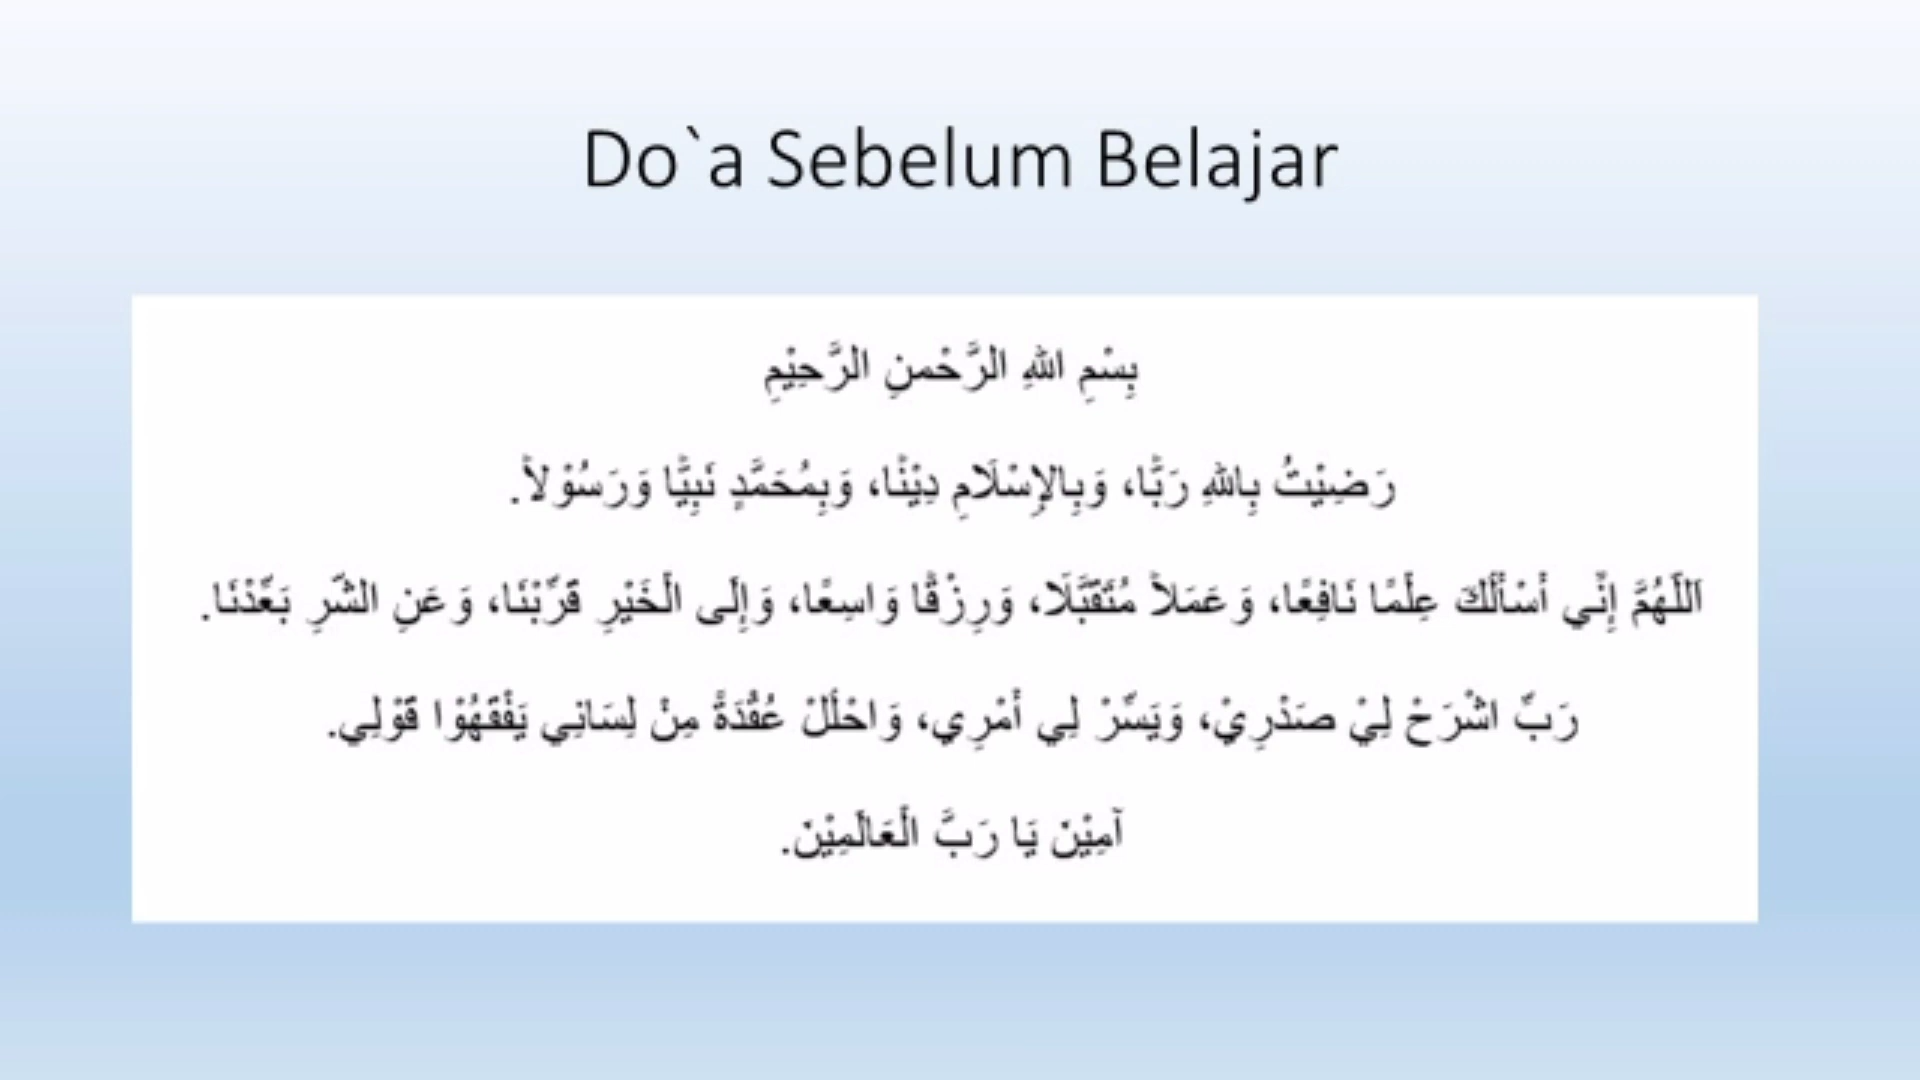 Do`a Sebelum Belajar
بِسْمِ اللهِ الرَّحْمنِ الرَّحِيْمِ
رَضِيْتُ بِاللهِ رَبًّا، وَبِالإِسْلَامِ دِيْنًا، وَبِمُحَمَّدٍ نَبِيًّا وَرَسُوْلاً.
اَللّٰهُمَّ إِنِّي أَسْأَلُكَ عِلْمًا نَافِعًا، وَعَمَلاً مُتَقَبَّلًا، وَرِزْقًا وَاسِعًا، وَإِلَى الْخَيْرِ قَرِّبْنَا، وَعَنِ الشَّرِ بَعِّدْنَا.
رَبِّ اشْرَحْ لِيْ صَدْرِيْ، وَيَسِّرْ لِي أَمْرِي، وَاحْلُلْ عُقْدَةً مِنْ لِسَانِي يَفْقَهُوْا قَوْلِي.
آمِيْنَ يَا رَبَّ الْعَالَمِيْنَ.